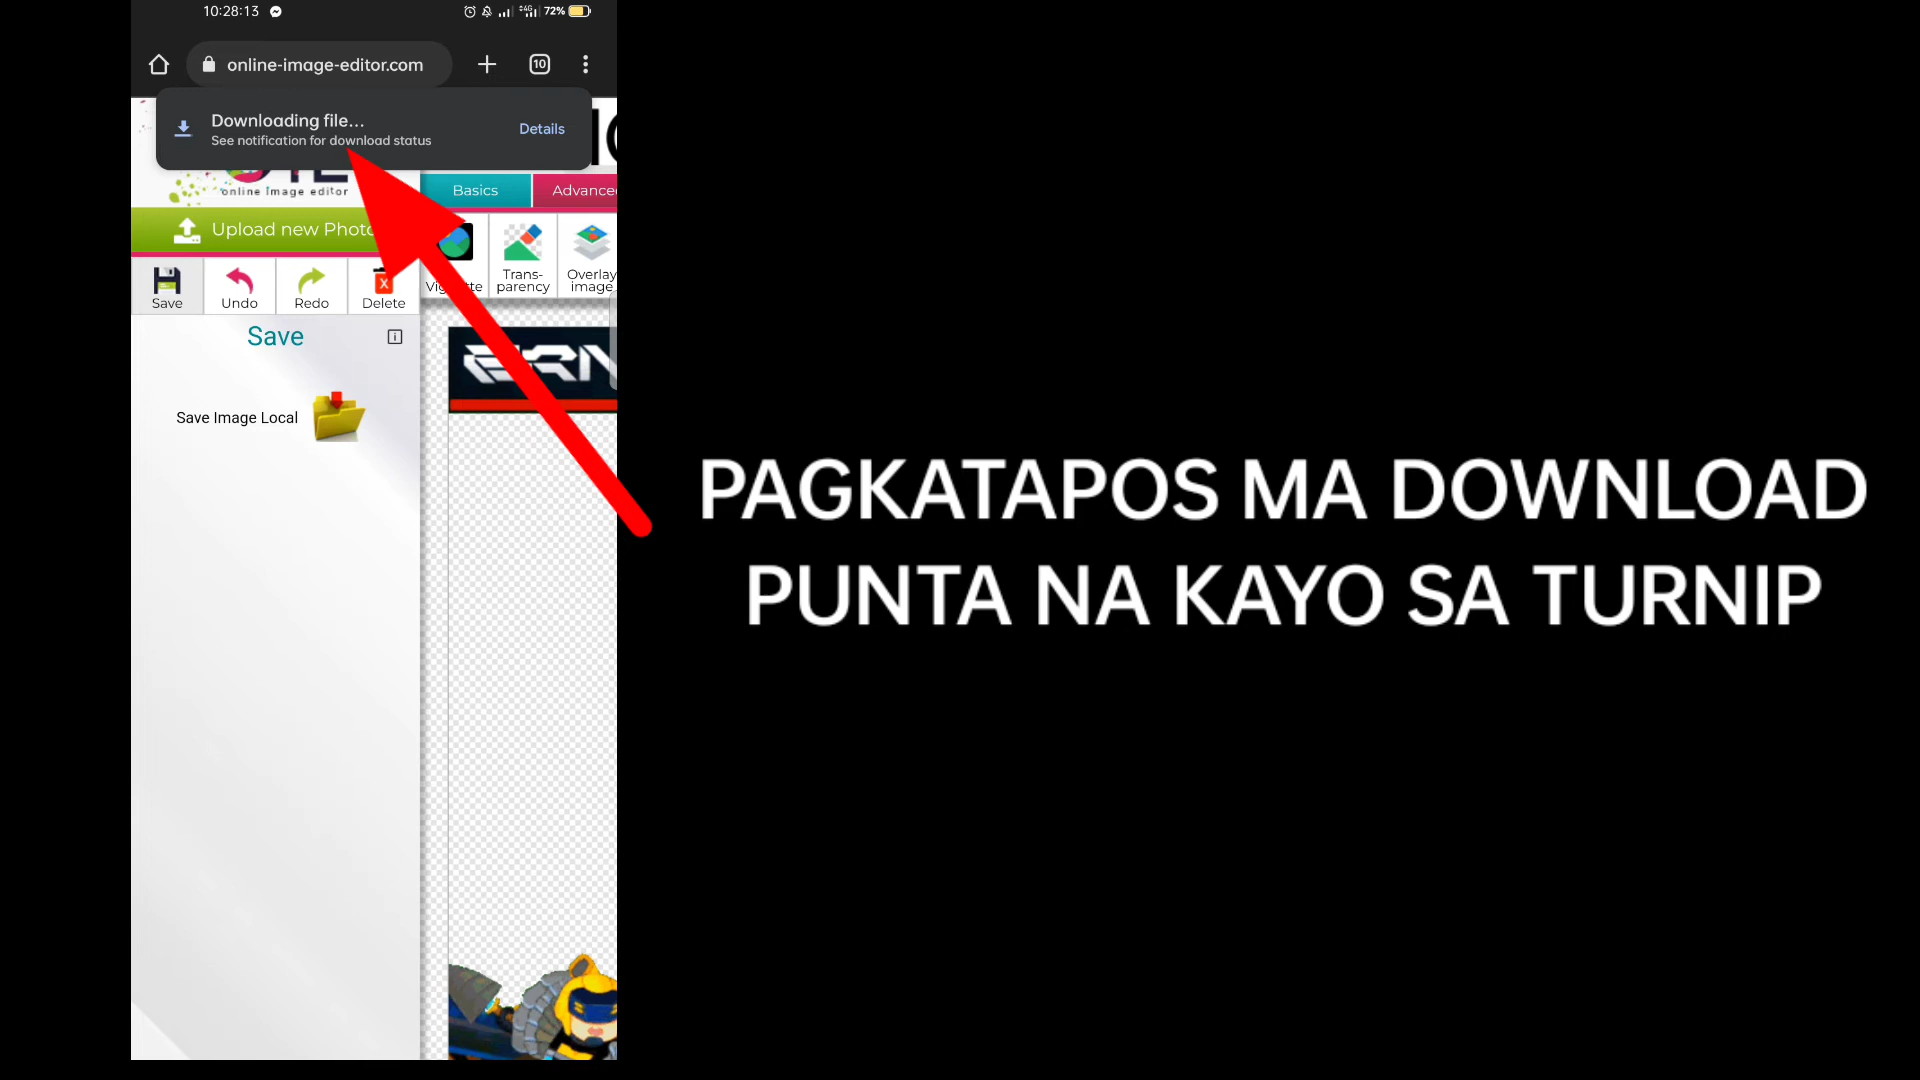 10:28:13
4G
72%
online-image-editor.com
10
Downloading file...
See notification for download status
Details
online image editor
Basics
Upload new Photo
Trans-
parency
Overlay
image
Save
Undo
Redo
Delete
Save
Save Image Local
PAGKATAPOS MA DOWNLOAD
PUNTA NA KAYO SA TURNIP